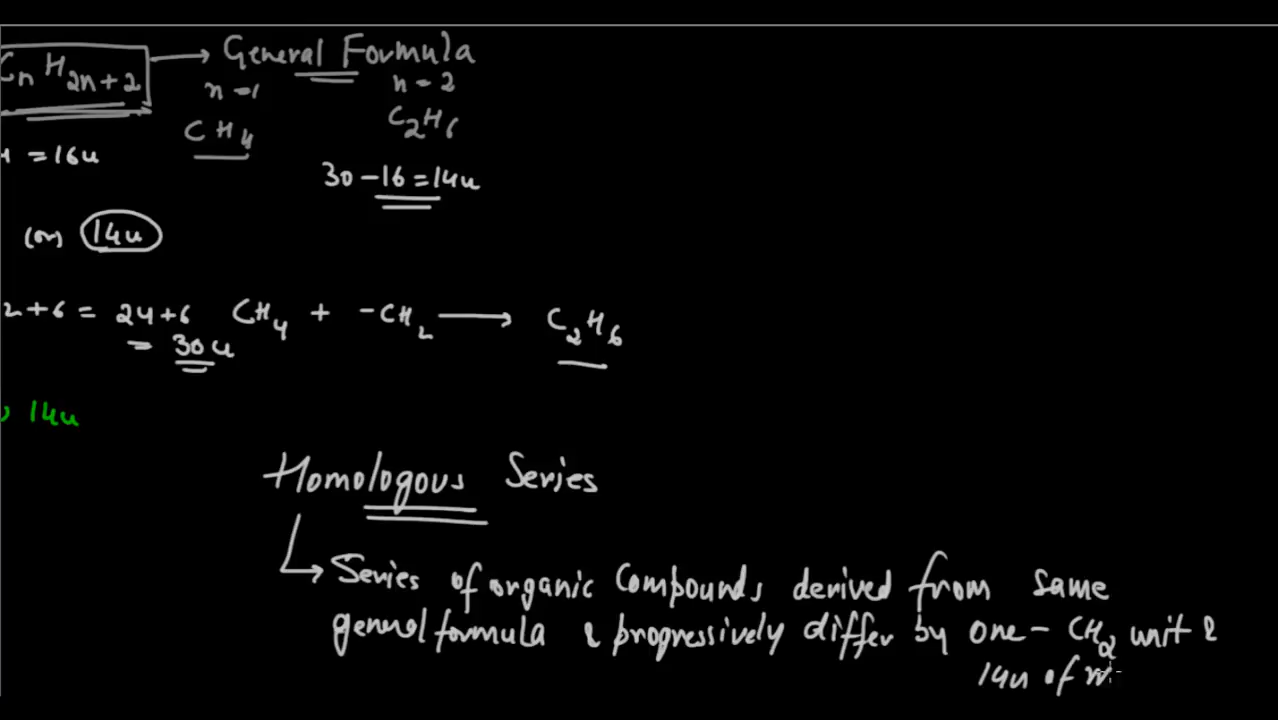 CnH2n+2 → General Formula
n=1 n=2
CH4 C2H6
=16u 30-16=14u
(or) 14u
2+6 = 24+6 CH4 + -CH2 → C2H6
= 30u
14u
Homologous Series
Series of organic compounds derived from same
general formula & progressively differ by one -CH2 unit &
14u of